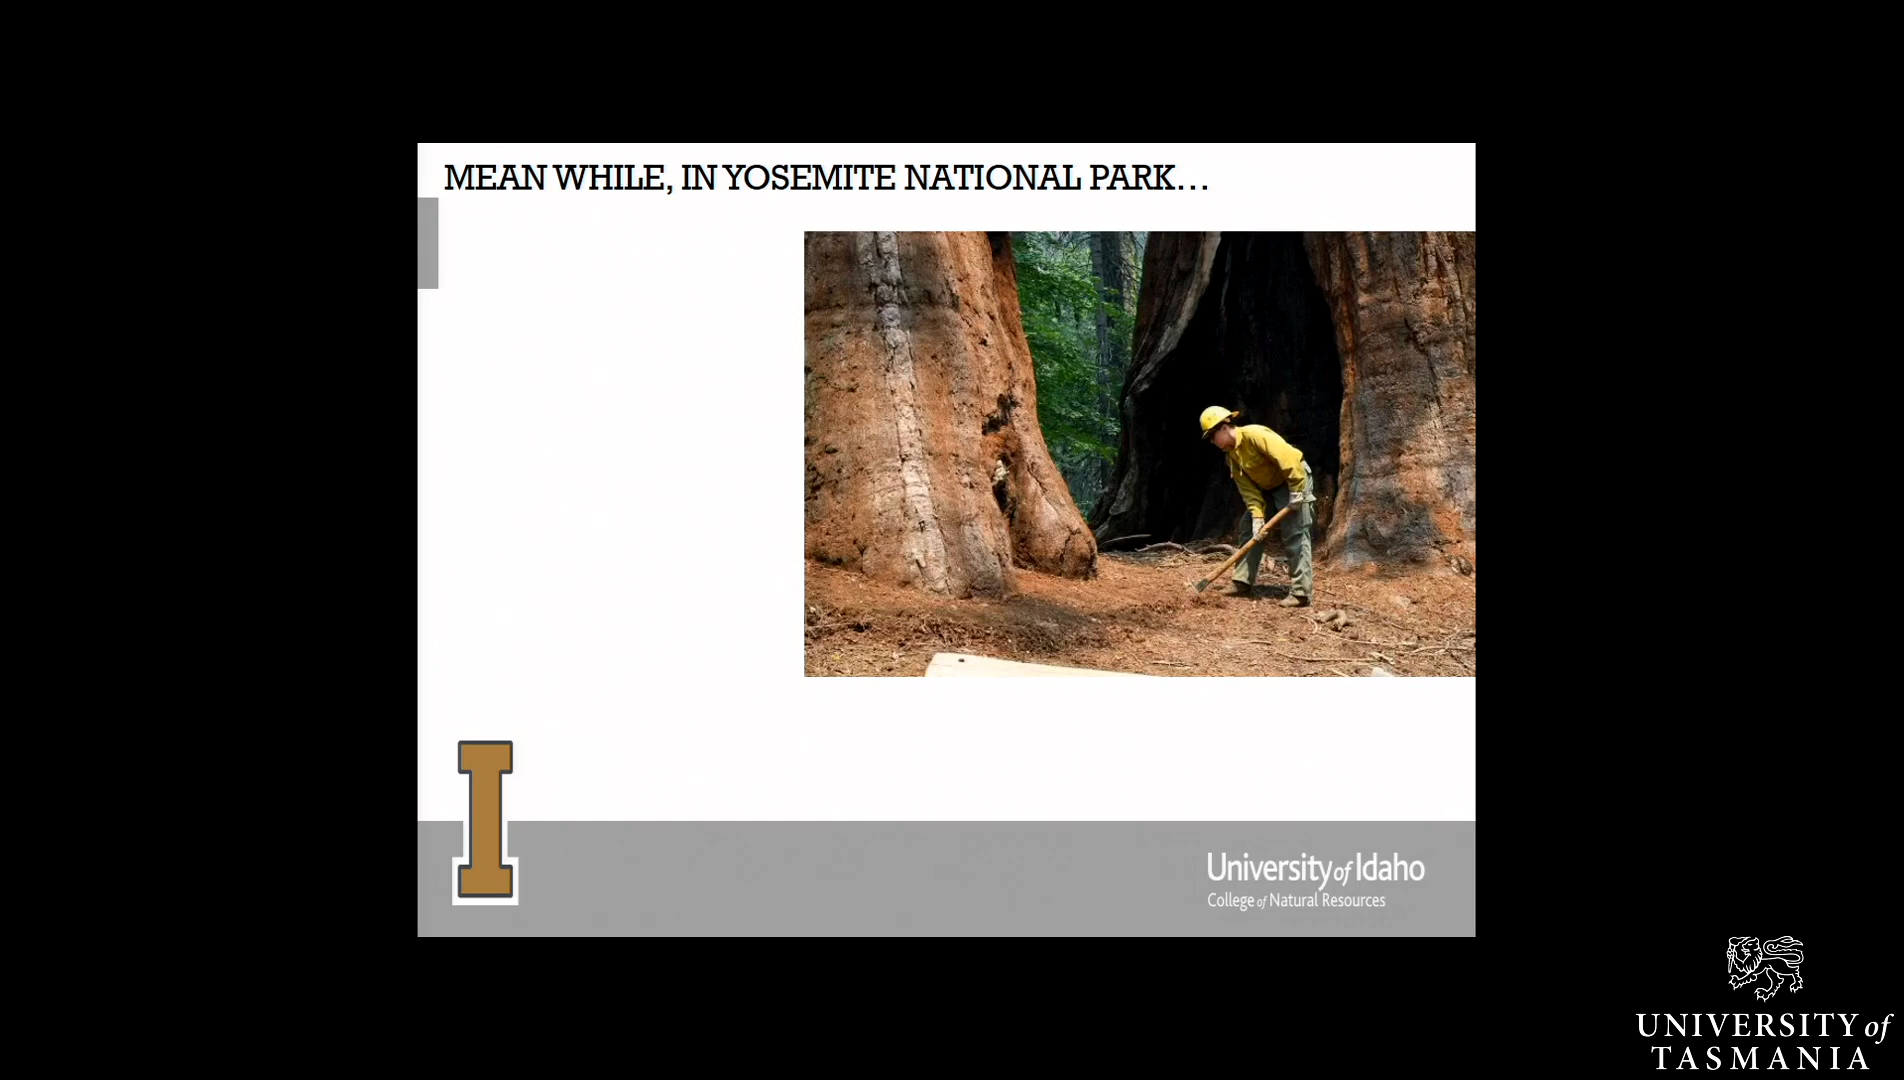 MEAN WHILE, IN YOSEMITE NATIONAL PARK...
I
University of Idaho
College of Natural Resources
UNIVERSITY of
TASMANIA